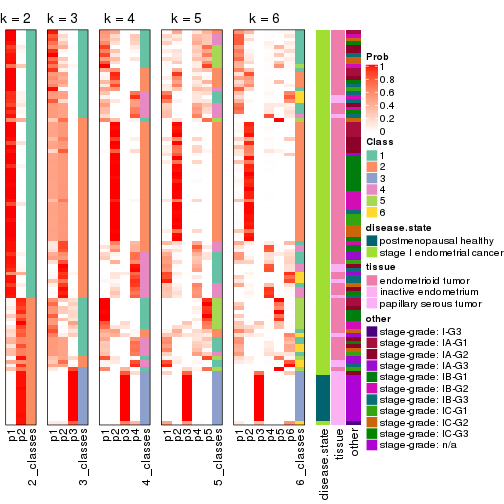 k = 2 k = 3 k = 4 k = 5 k = 6
Prob
1
0.8
0.6
0.4
0.2
0
Class
1
2
3
4
5
6
disease.state
postmenopausal healthy
stage I endometrial cancer
tissue
endometrioid tumor
inactive endometrium
papillary serous tumor
other
stage-grade: I-G3
stage-grade: IA-G1
stage-grade: IA-G2
stage-grade: IA-G3
stage-grade: IB-G1
stage-grade: IB-G2
stage-grade: IB-G3
stage-grade: IC-G1
stage-grade: IC-G2
stage-grade: IC-G3
stage-grade: n/a
p1
p2
2_classes
p1
p2
p3
3_classes
p1
p2
p3
p4
4_classes
p1
p2
p3
p4
p5
5_classes
p1
p2
p3
p4
p5
p6
6_classes
disease.state
tissue
other